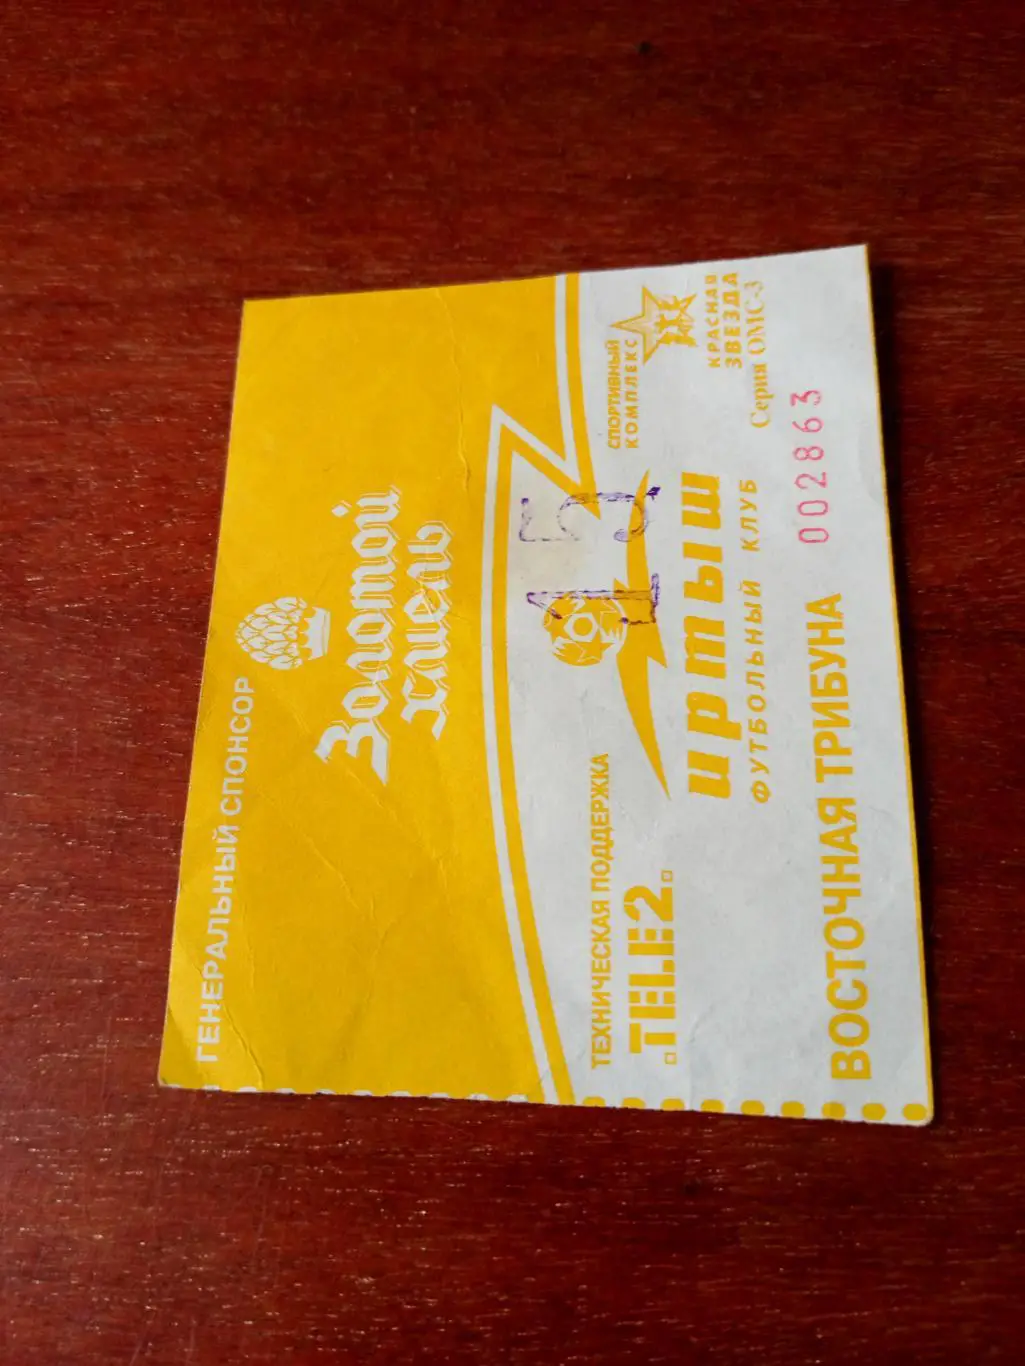 ГЕНЕРАЛЬНЫЙ СПОНСОР
Золотой
хмель
ТЕХНИЧЕСКАЯ ПОДДЕРЖКА
TELE2
15
СПОРТИВНЫЙ
КОМПЛЕКС
КРАСНАЯ
ЗВЕЗДА
иртыш
ФУТБОЛЬНЫЙ КЛУБ
Серия ОМС-3
ВОСТОЧНАЯ ТРИБУНА
002863